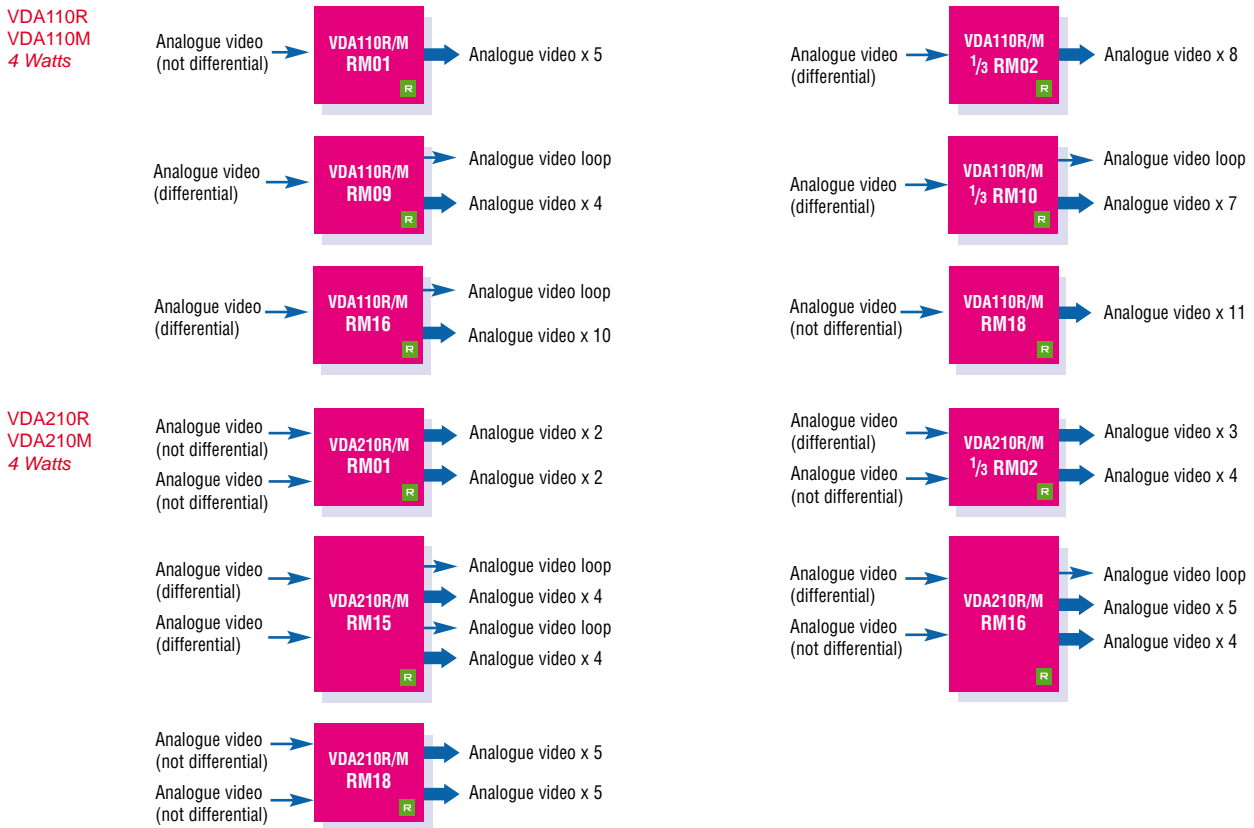 VDA110R
VDA110M
4 Watts
Analogue video
(not differential)
VDA110R/M
RM01
R
Analogue video x 5
Analogue video
(differential)
VDA110R/M
1/3 RM02
R
Analogue video x 8
Analogue video
(differential)
VDA110R/M
RM09
R
Analogue video loop
Analogue video x 4
Analogue video
(differential)
VDA110R/M
1/3 RM10
R
Analogue video loop
Analogue video x 7
Analogue video
(differential)
VDA110R/M
RM16
R
Analogue video loop
Analogue video x 10
Analogue video
(not differential)
VDA110R/M
RM18
R
Analogue video x 11
VDA210R
VDA210M
4 Watts
Analogue video
(not differential)
Analogue video
(not differential)
VDA210R/M
RM01
R
Analogue video x 2
Analogue video x 2
Analogue video
(differential)
Analogue video
(not differential)
VDA210R/M
1/3 RM02
R
Analogue video x 3
Analogue video x 4
Analogue video
(differential)
Analogue video
(differential)
VDA210R/M
RM15
R
Analogue video loop
Analogue video x 4
Analogue video loop
Analogue video x 4
Analogue video
(differential)
Analogue video
(not differential)
VDA210R/M
RM16
R
Analogue video loop
Analogue video x 5
Analogue video x 4
Analogue video
(not differential)
Analogue video
(not differential)
VDA210R/M
RM18
R
Analogue video x 5
Analogue video x 5